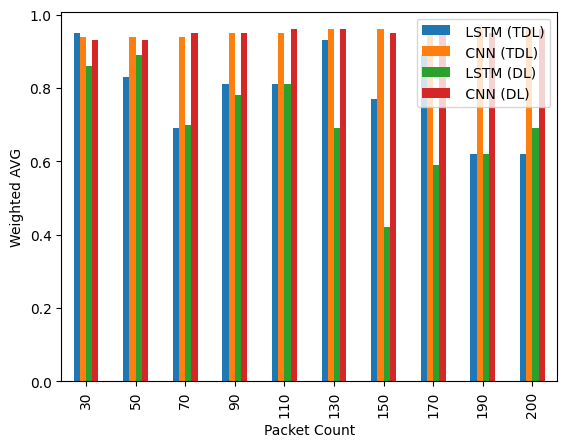 1.0
0.8
0.6
0.4
0.2
0.0
Weighted AVG
LSTM (TDL)
CNN (TDL)
LSTM (DL)
CNN (DL)
30
50
70
90
110
130
150
170
190
200
Packet Count